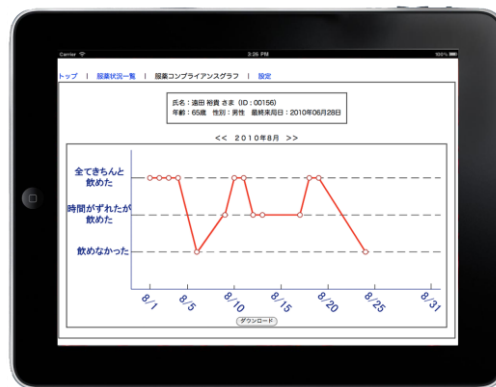 Carrier 3:26 PM 100%
トップ | 服薬状況一覧 | 服薬コンプライアンスグラフ | 設定
氏名：遠田 裕貴 さま（ID：00156）
年齢：65歳 性別：男性 最終来局日：2010年06月28日
<< 2010年8月 >>
全てきちんと
飲めた
時間がずれたが
飲めた
飲めなかった
8/1 8/5 8/10 8/15 8/20 8/25 8/31
ダウンロード